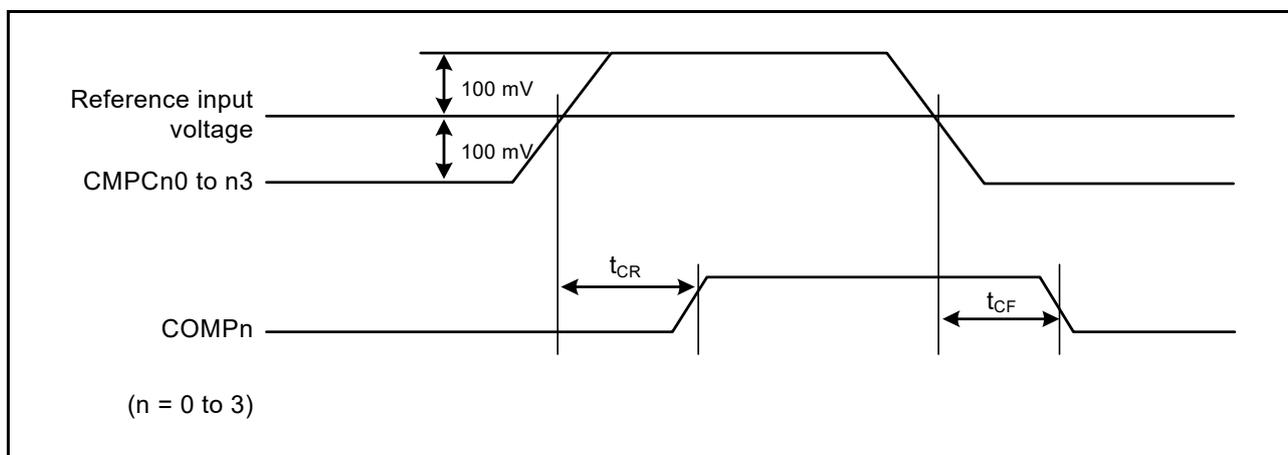 100 mV
Reference input
voltage
100 mV
CMPCn0 to n3
tCR
tCF
COMPn
(n = 0 to 3)